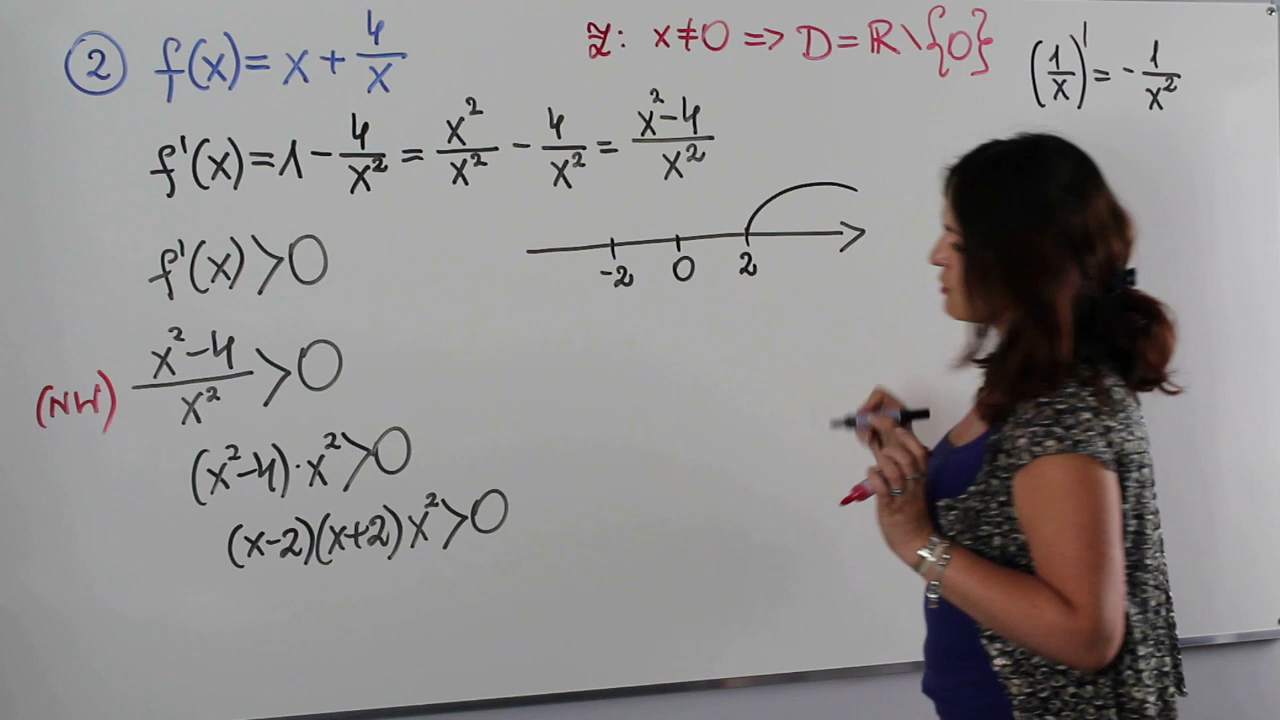 ② f(x) = x + 4/x
Z: x≠0 => D = R \ {0}
(1/x)' = - 1/x²
f'(x) = 1 - 4/x² = x²/x² - 4/x² = x²-4/x²
f'(x) > 0
-2 0 2
(NW) x²-4/x² > 0
(x²-4)·x² > 0
(x-2)(x+2)x² > 0